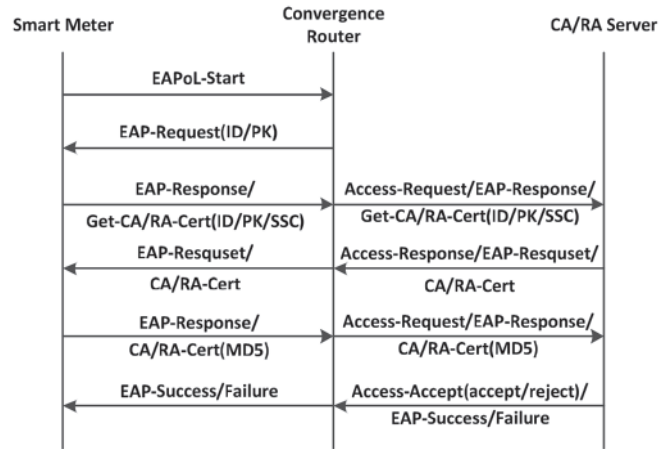 Smart Meter
Convergence
Router
CA/RA Server
EAPoL-Start
EAP-Request(ID/PK)
EAP-Response/
Get-CA/RA-Cert(ID/PK/SSC)
Access-Request/EAP-Response/
Get-CA/RA-Cert(ID/PK/SSC)
EAP-Resquset/
CA/RA-Cert
Access-Response/EAP-Resquset/
CA/RA-Cert
EAP-Response/
CA/RA-Cert(MD5)
Access-Request/EAP-Response/
CA/RA-Cert(MD5)
EAP-Success/Failure
Access-Accept(accept/reject)/
EAP-Success/Failure